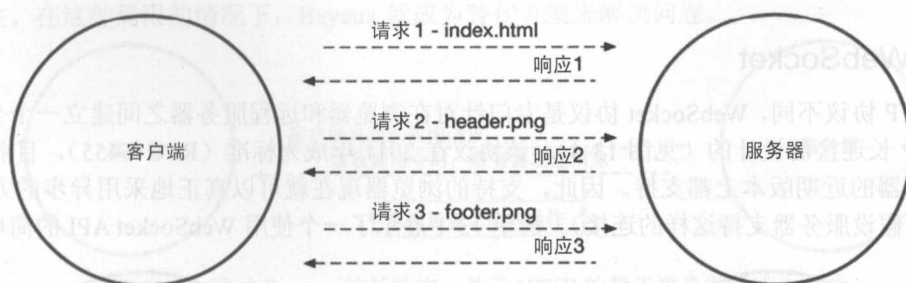 请求 1 - index.html
响应1
客户端
请求 2 - header.png
响应2
服务器
请求 3 - footer.png
响应3